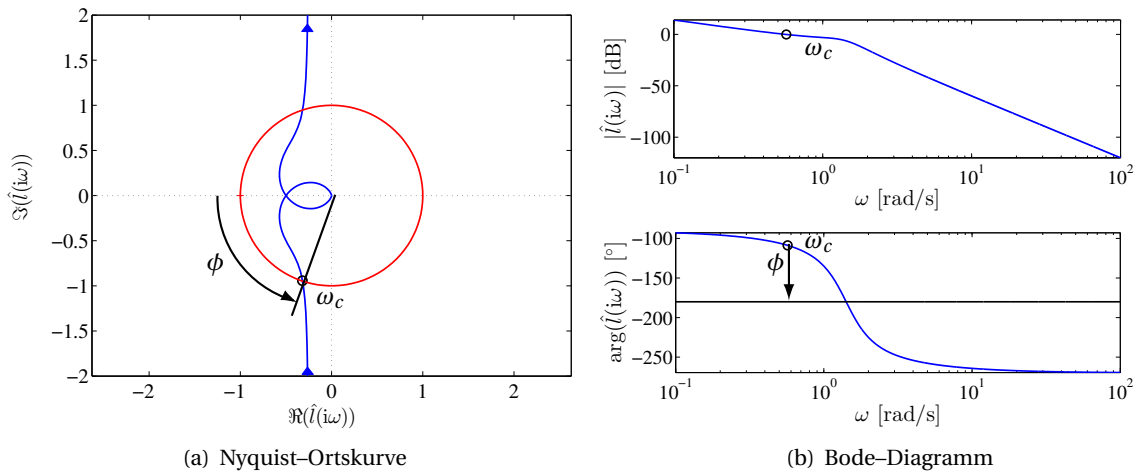 2
1.5
1
0.5
0
−0.5
−1
−1.5
−2
−2
−1
0
1
2
ℑ(l̂(iω))
ℜ(l̂(iω))
ϕ
ω_c
(a) Nyquist–Ortskurve
0
−50
−100
|l̂(iω)| [dB]
ω_c
10^−1
10^0
10^1
10^2
ω [rad/s]
−100
−150
−200
−250
arg(l̂(iω)) [°]
ω_c
ϕ
10^−1
10^0
10^1
10^2
ω [rad/s]
(b) Bode–Diagramm